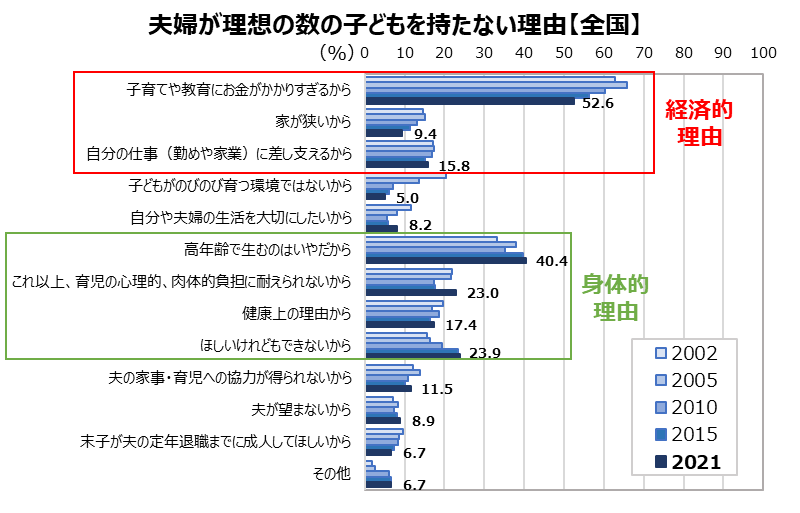 夫婦が理想の数の子どもを持たない理由【全国】
(%) 0 10 20 30 40 50 60 70 80 90 100
子育てや教育にお金がかかりすぎるから 52.6
家が狭いから 9.4
自分の仕事（勤めや家業）に差し支えるから 15.8
経済的
理由
子どもがのびのび育つ環境ではないから 5.0
自分や夫婦の生活を大切にしたいから 8.2
高年齢で生むのはいやだから 40.4
これ以上、育児の心理的、肉体的負担に耐えられないから 23.0
健康上の理由から 17.4
ほしいけれどもできないから 23.9
身体的
理由
夫の家事・育児への協力が得られないから 11.5
夫が望まないから 8.9
末子が夫の定年退職までに成人してほしいから 6.7
その他 6.7
2002
2005
2010
2015
2021